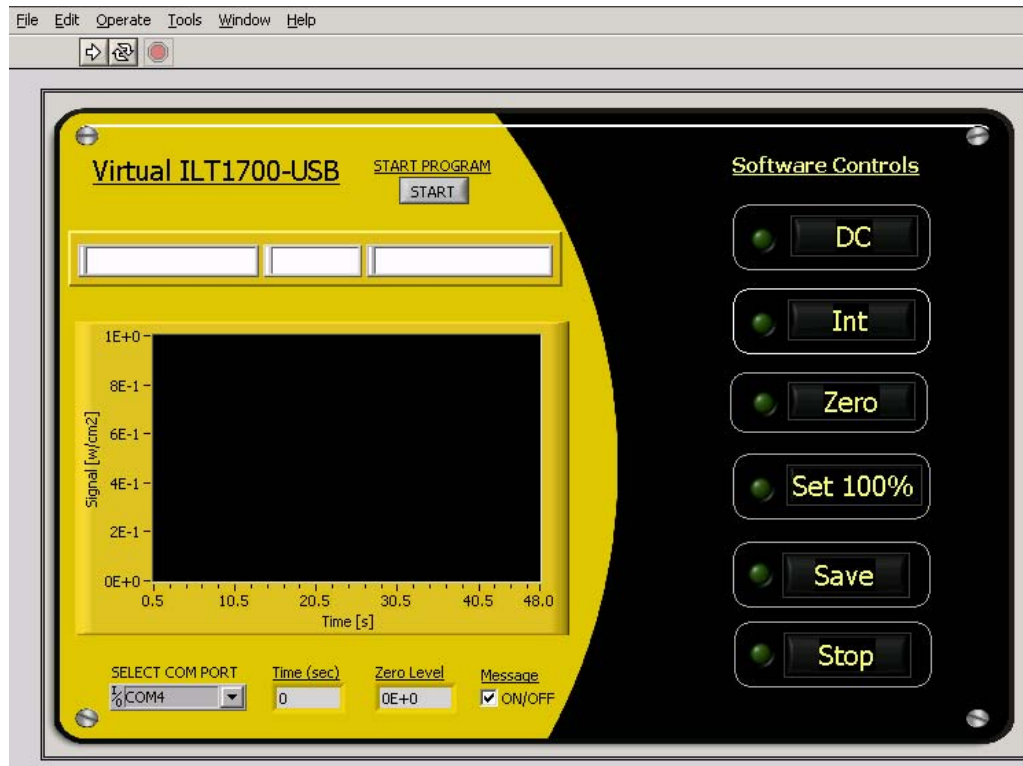 File Edit Operate Tools Window Help
Virtual ILT1700-USB
START PROGRAM
START
Signal [w/cm2]
1E+0
8E-1
6E-1
4E-1
2E-1
0E+0
0.5 10.5 20.5 30.5 40.5 48.0
Time [s]
SELECT COM PORT
COM4
Time (sec)
0
Zero Level
0E+0
Message
ON/OFF
Software Controls
DC
Int
Zero
Set 100%
Save
Stop